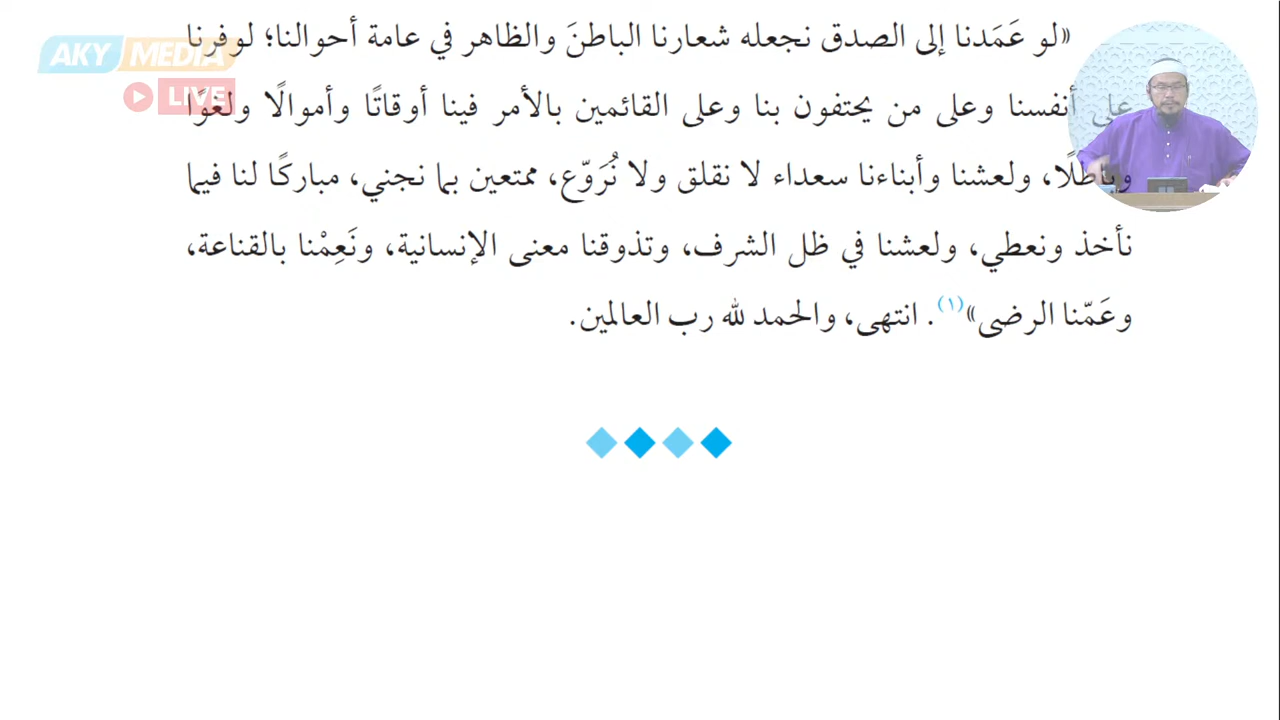 AKY MEDIA
LIVE
«لو عَمَدنا إلى الصدق نجعله شعارنا الباطنَ والظاهر في عامة أحوالنا؛ لوفرنا
على أنفسنا وعلى من يحتفون بنا وعلى القائمين بالأمر فينا أوقاتًا وأموالًا ولغوًا
وباطلًا، ولعشنا وأبناءنا سعداء لا نقلق ولا نُرَوّع، ممتعين بما نجني، مباركًا لنا فيما
نأخذ ونعطي، ولعشنا في ظل الشرف، وتذوقنا معنى الإنسانية، ونَعِمْنا بالقناعة،
وعَمّنا الرضى»(١). انتهى، والحمد لله رب العالمين.